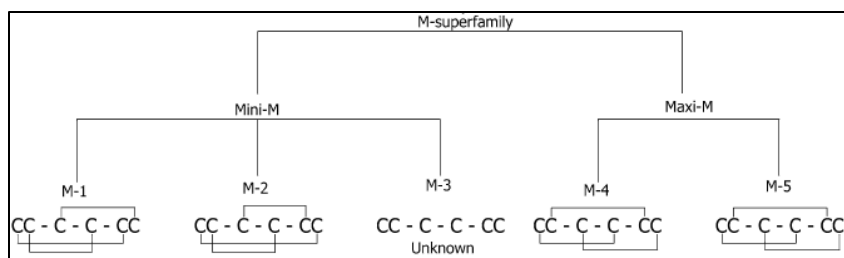 M-superfamily
Mini-M
Maxi-M
M-1
M-2
M-3
M-4
M-5
CC - C - C - CC
CC - C - C - CC
CC - C - C - CC
CC - C - C - CC
CC - C - C - CC
Unknown